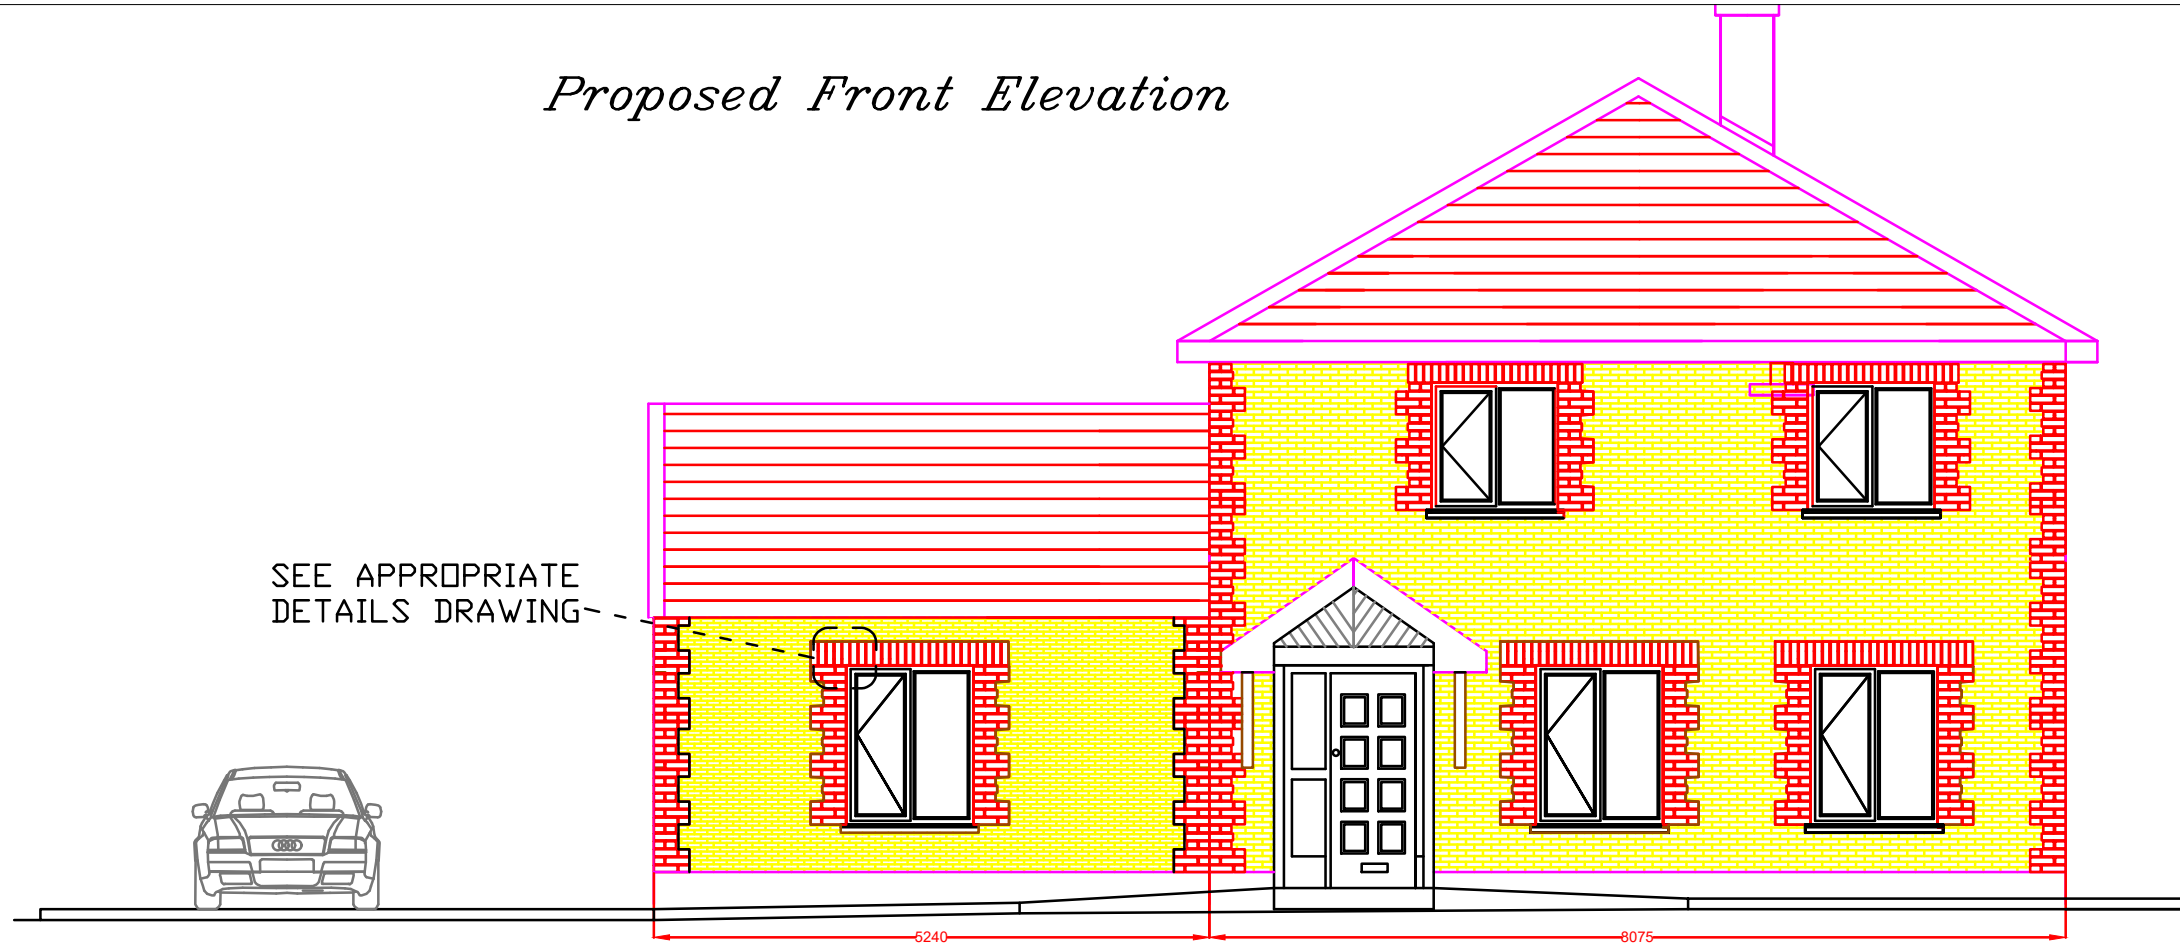 Proposed Front Elevation
SEE APPROPRIATE
DETAILS DRAWING
5240
8075